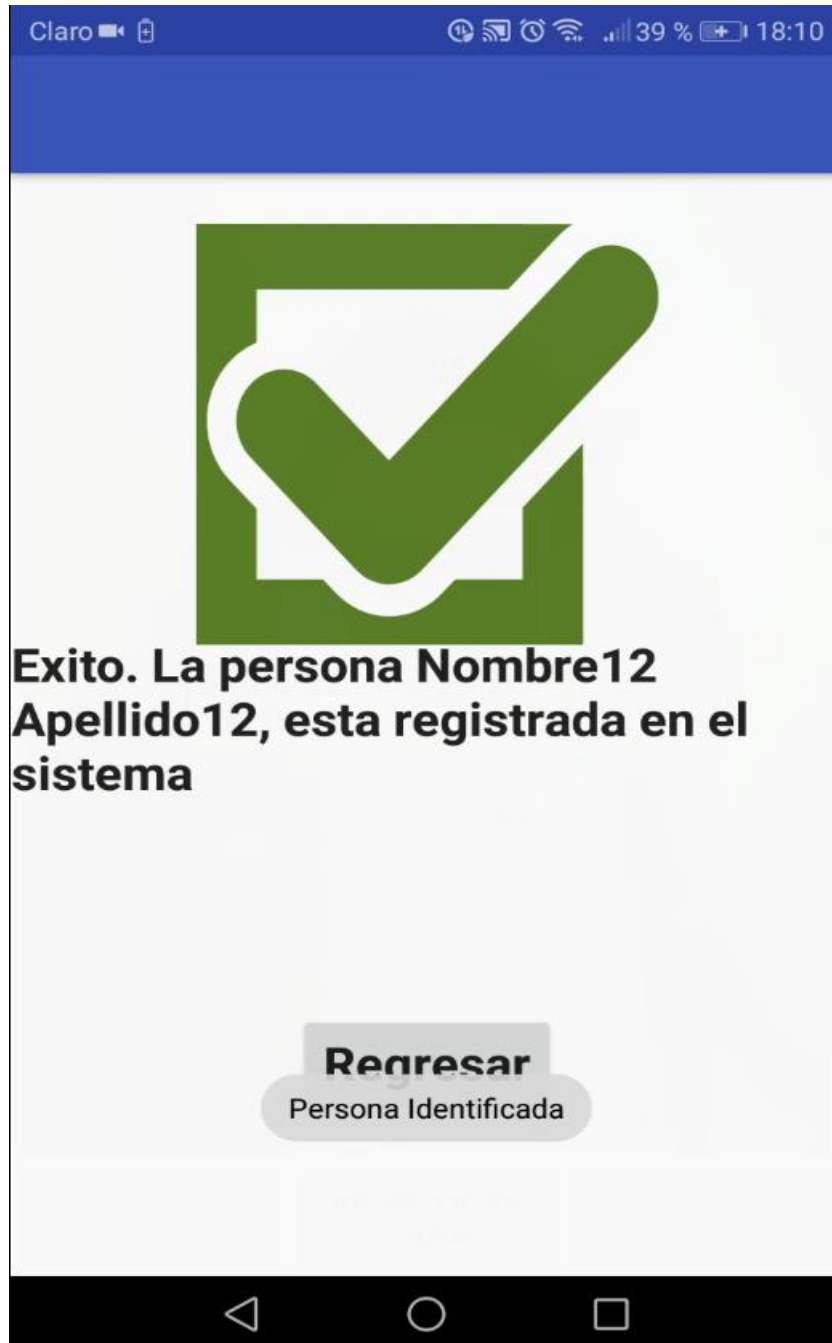 Claro 39 % 18:10
Exito. La persona Nombre12
Apellido12, esta registrada en el
sistema
Regresar
Persona Identificada